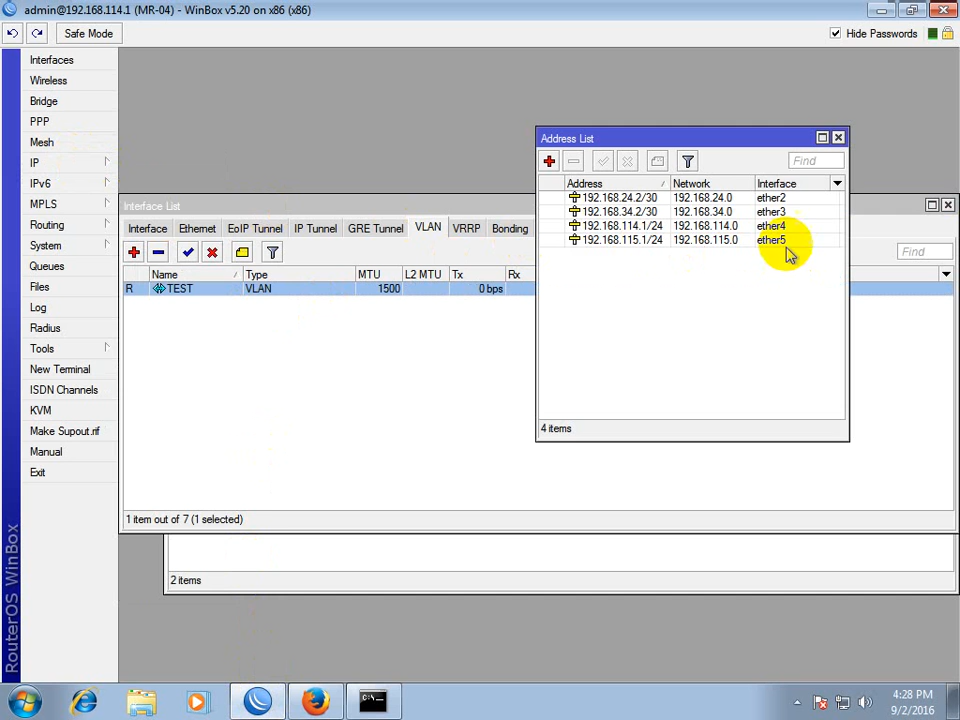 admin@192.168.114.1 (MR-04) - WinBox v5.20 on x86 (x86)
Safe Mode
Hide Passwords
Interfaces
Wireless
Bridge
PPP
Mesh
IP
IPv6
MPLS
Routing
System
Queues
Files
Log
Radius
Tools
New Terminal
ISDN Channels
KVM
Make Supout.rif
Manual
Exit
RouterOS WinBox
Interface List
Interface Ethernet EoIP Tunnel IP Tunnel GRE Tunnel VLAN VRRP Bonding
Find
Name Type MTU L2 MTU Tx Rx
R TEST VLAN 1500 0 bps
1 item out of 7 (1 selected)
2 items
Address List
Find
Address Network Interface
192.168.24.2/30 192.168.24.0 ether2
192.168.34.2/30 192.168.34.0 ether3
192.168.114.1/24 192.168.114.0 ether4
192.168.115.1/24 192.168.115.0 ether5
4 items
C:\.
4:28 PM
9/2/2016